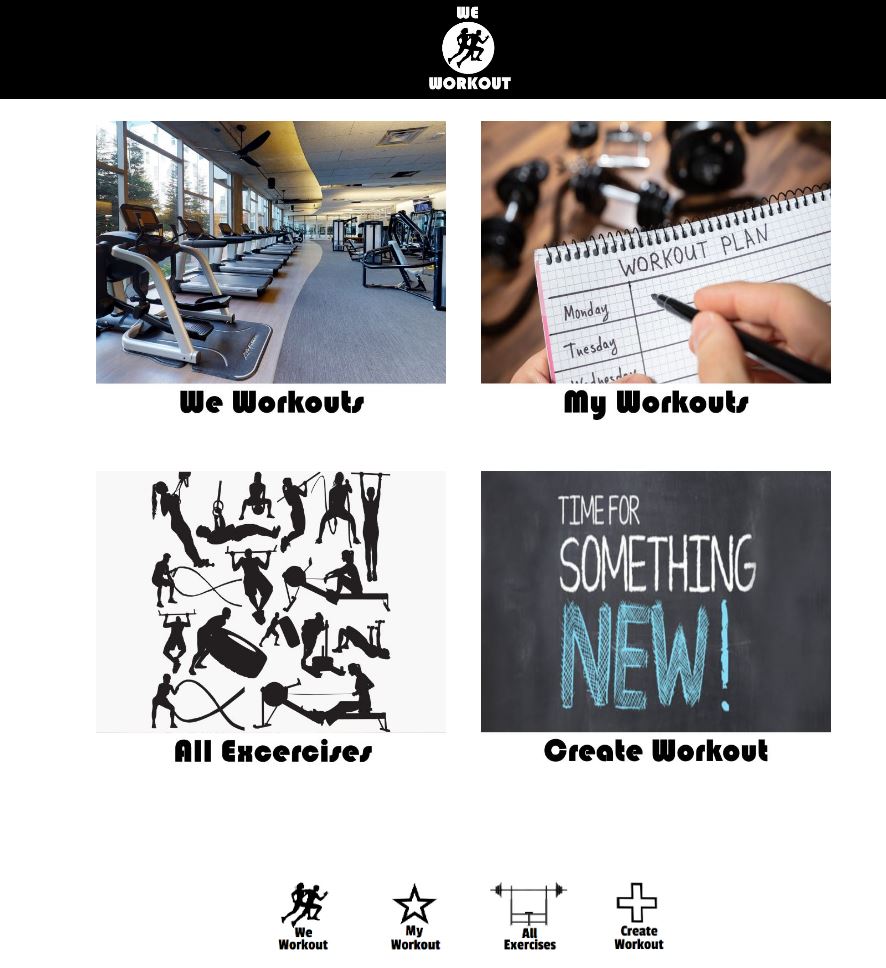 WE
WORKOUT
WORKOUT PLAN
Monday
Tuesday
Wednesday
We Workouts
My Workouts
TIME FOR
SOMETHING
NEW!
All Excercises
Create Workout
We
Workout
My
Workout
All
Exercises
Create
Workout